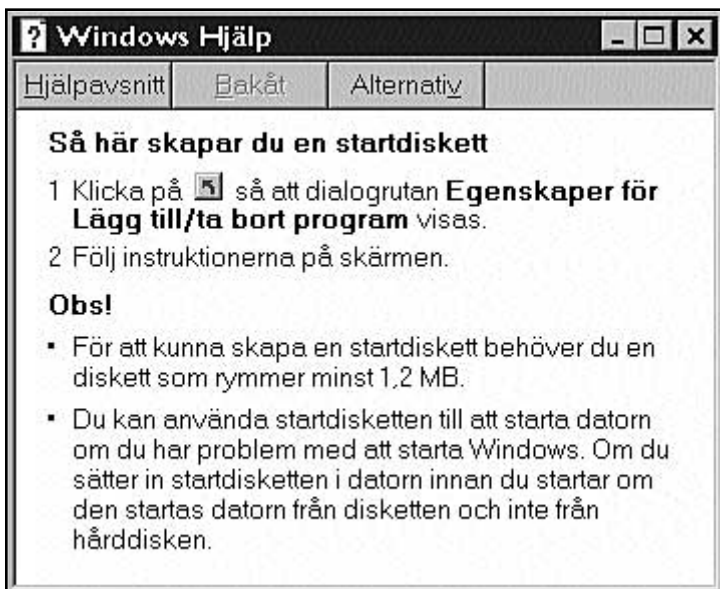 Windows Hjälp
Hjälpavsnitt Bakåt Alternativ
Så här skapar du en startdiskett
1 Klicka på så att dialogrutan Egenskaper för
Lägg till/ta bort program visas.
2 Följ instruktionerna på skärmen.
Obs!
▪ För att kunna skapa en startdiskett behöver du en
diskett som rymmer minst 1,2 MB.
▪ Du kan använda startdisketten till att starta datorn
om du har problem med att starta Windows. Om du
sätter in startdisketten i datorn innan du startar om
den startas datorn från disketten och inte från
hårddisken.